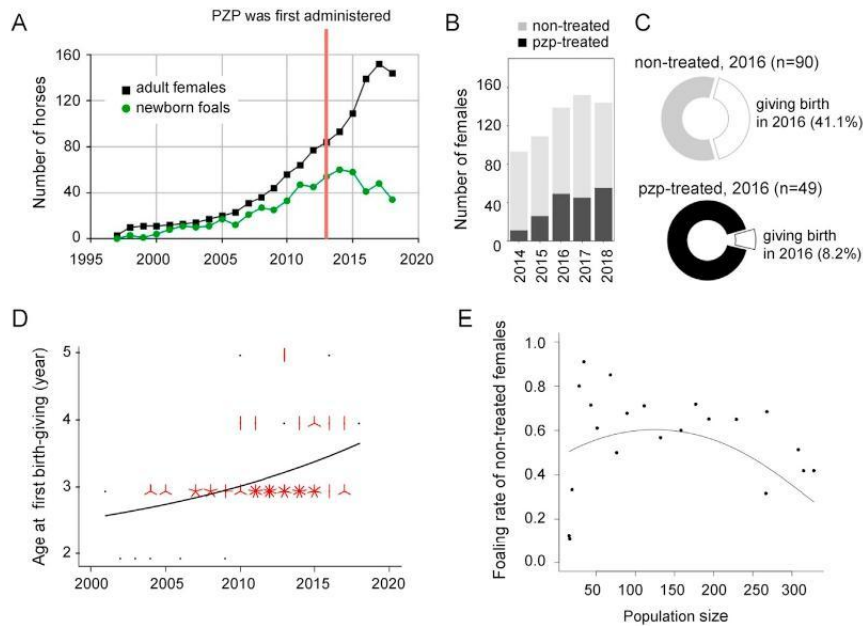 PZP was first administered
A
160
120
80
40
0
Number of horses
adult females
newborn foals
1995 2000 2005 2010 2015 2020
B
non-treated
pzp-treated
160
120
80
40
0
Number of females
2014 2015 2016 2017 2018
C
non-treated, 2016 (n=90)
giving birth
in 2016 (41.1%)
pzp-treated, 2016 (n=49)
giving birth
in 2016 (8.2%)
D
5
4
3
2
Age at first birth-giving (year)
2000 2005 2010 2015 2020
E
1.0
0.8
0.6
0.4
0.2
0.0
Foaling rate of non-treated females
50 100 150 200 250 300
Population size